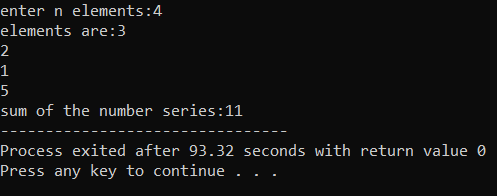 enter n elements:4
elements are:3
2
1
5
sum of the number series:11
--------------------------------
Process exited after 93.32 seconds with return value 0
Press any key to continue . . .